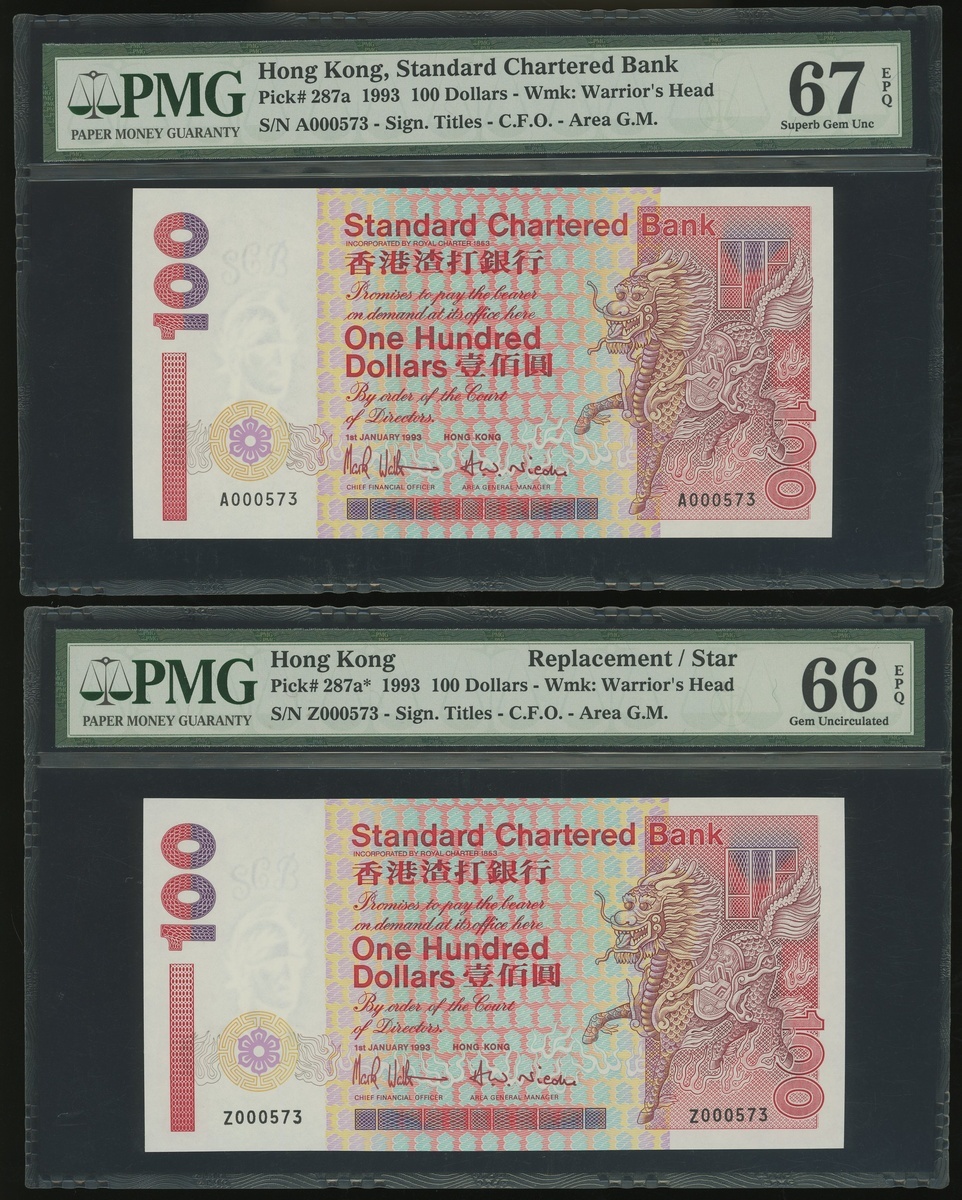 PMG
PAPER MONEY GUARANTY
Hong Kong, Standard Chartered Bank
Pick# 287a 1993 100 Dollars - Wmk: Warrior's Head
S/N A000573 - Sign. Titles - C.F.O. - Area G.M.
67 EPQ
Superb Gem Unc
100
Standard Chartered Bank
INCORPORATED BY ROYAL CHARTER 1853
香港渣打銀行
Promises to pay the bearer
on demand at its office here
One Hundred
Dollars 壹佰圓
By order of the Court
of Directors.
1st JANUARY 1993 HONG KONG
CHIEF FINANCIAL OFFICER AREA GENERAL MANAGER
A000573
A000573
100
PMG
PAPER MONEY GUARANTY
Hong Kong Replacement / Star
Pick# 287a* 1993 100 Dollars - Wmk: Warrior's Head
S/N Z000573 - Sign. Titles - C.F.O. - Area G.M.
66 EPQ
Gem Uncirculated
100
Standard Chartered Bank
INCORPORATED BY ROYAL CHARTER 1853
香港渣打銀行
Promises to pay the bearer
on demand at its office here
One Hundred
Dollars 壹佰圓
By order of the Court
of Directors.
1st JANUARY 1993 HONG KONG
CHIEF FINANCIAL OFFICER AREA GENERAL MANAGER
Z000573
Z000573
100